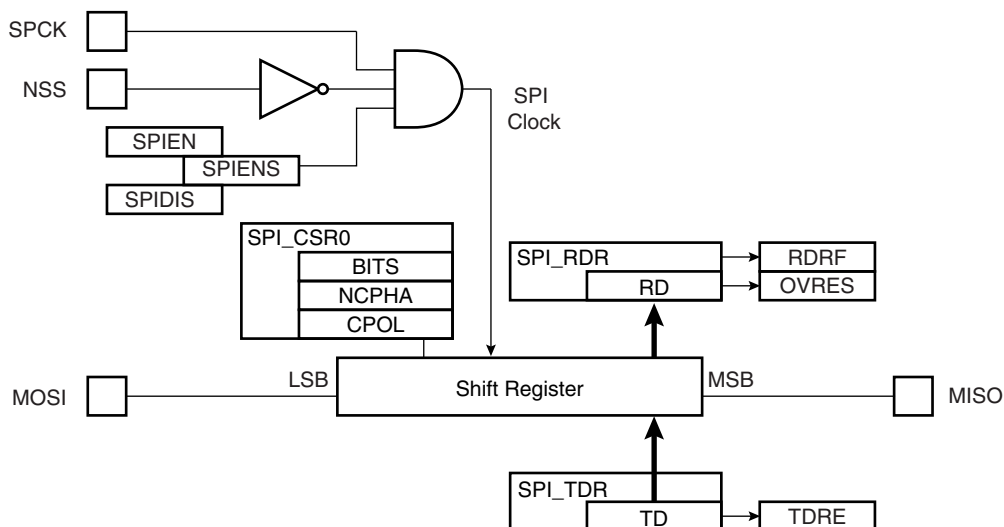 SPCK
NSS
SPI
Clock
SPIEN
SPIENS
SPIDIS
SPI_CSR0
BITS
NCPHA
CPOL
SPI_RDR
RD
RDRF
OVRES
MOSI
LSB
Shift Register
MSB
MISO
SPI_TDR
TD
TDRE